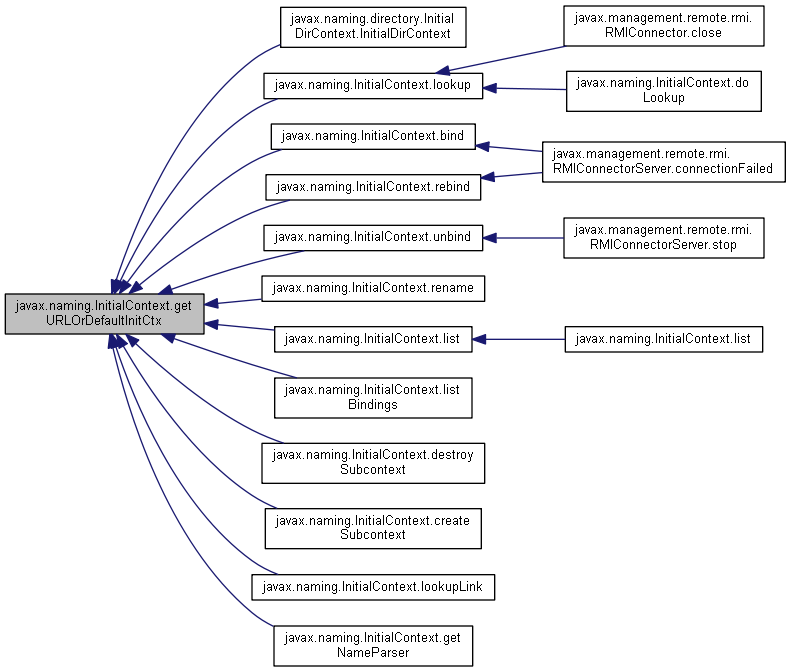 javax.naming.directory.Initial
DirContext.InitialDirContext
javax.management.remote.rmi.
RMIConnector.close
javax.naming.InitialContext.lookup
javax.naming.InitialContext.do
Lookup
javax.naming.InitialContext.bind
javax.management.remote.rmi.
RMIConnectorServer.connectionFailed
javax.naming.InitialContext.rebind
javax.naming.InitialContext.unbind
javax.management.remote.rmi.
RMIConnectorServer.stop
javax.naming.InitialContext.get
URLOrDefaultInitCtx
javax.naming.InitialContext.rename
javax.naming.InitialContext.list
javax.naming.InitialContext.list
javax.naming.InitialContext.list
Bindings
javax.naming.InitialContext.destroy
Subcontext
javax.naming.InitialContext.create
Subcontext
javax.naming.InitialContext.lookupLink
javax.naming.InitialContext.get
NameParser